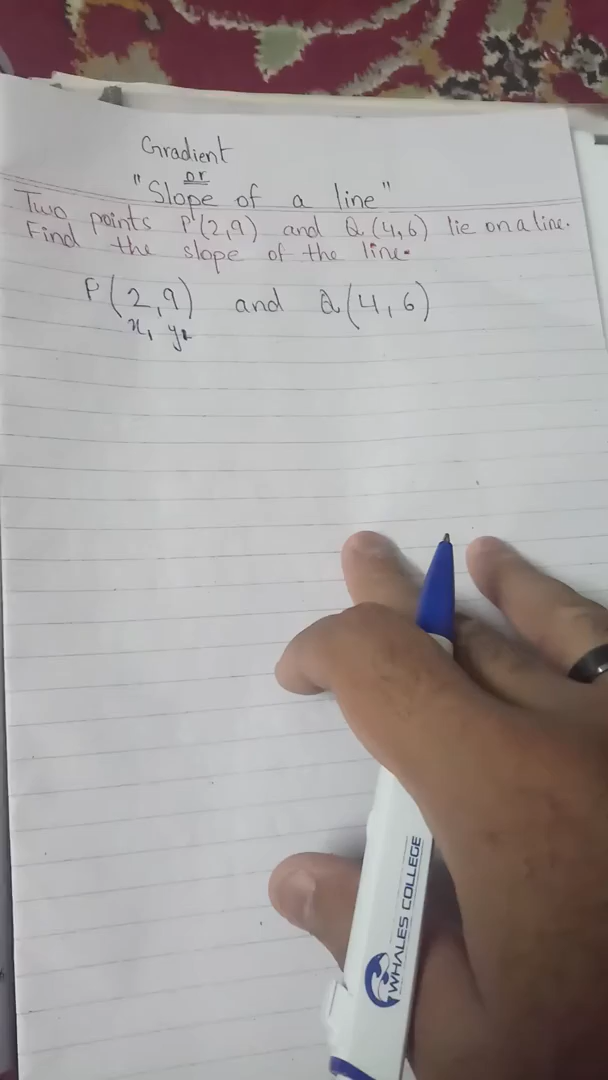 Gradient
or
"Slope of a line"
Two points P(2,9) and Q(4,6) lie on a line.
Find the slope of the line.
P(2,9) and Q(4,6)
x₁ y₁
WHALES COLLEGE